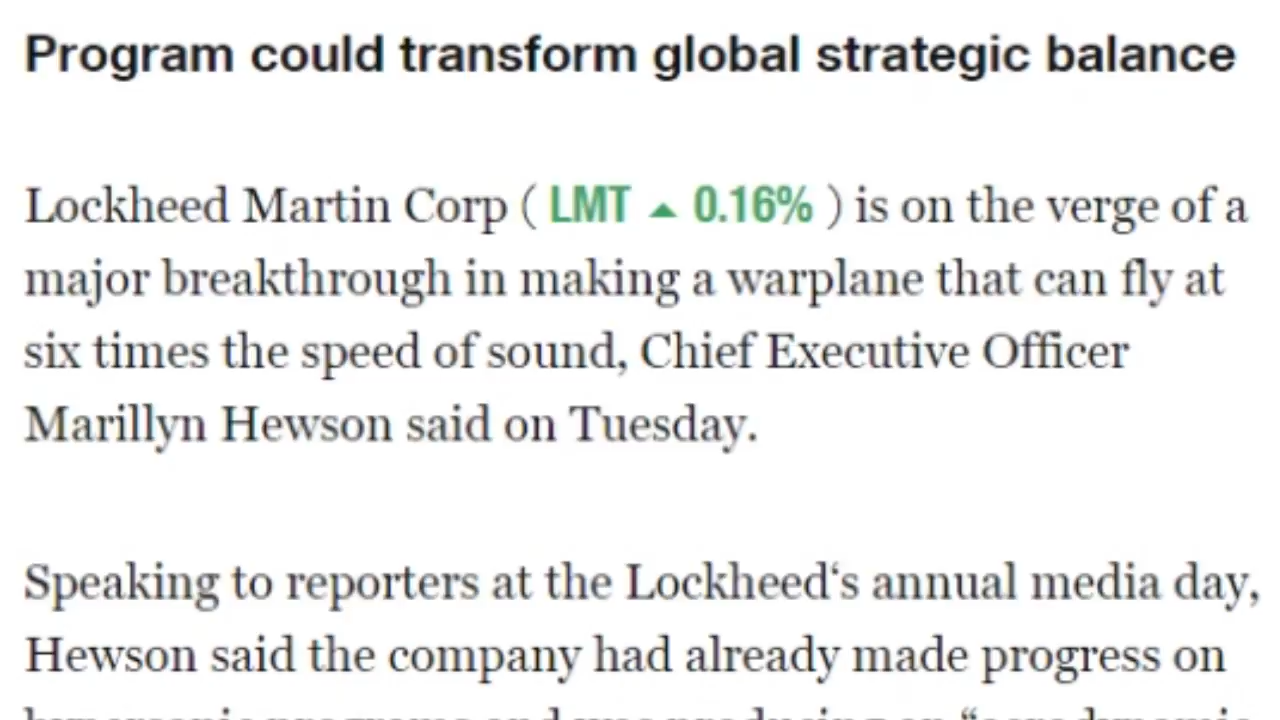 Program could transform global strategic balance
Lockheed Martin Corp ( LMT ▲ 0.16% ) is on the verge of a
major breakthrough in making a warplane that can fly at
six times the speed of sound, Chief Executive Officer
Marillyn Hewson said on Tuesday.
Speaking to reporters at the Lockheed‘s annual media day,
Hewson said the company had already made progress on